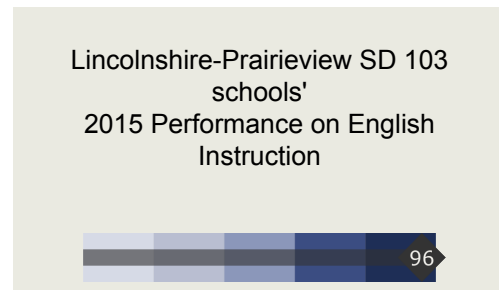 Lincolnshire-Prairieview SD 103
schools'
2015 Performance on English
Instruction
96